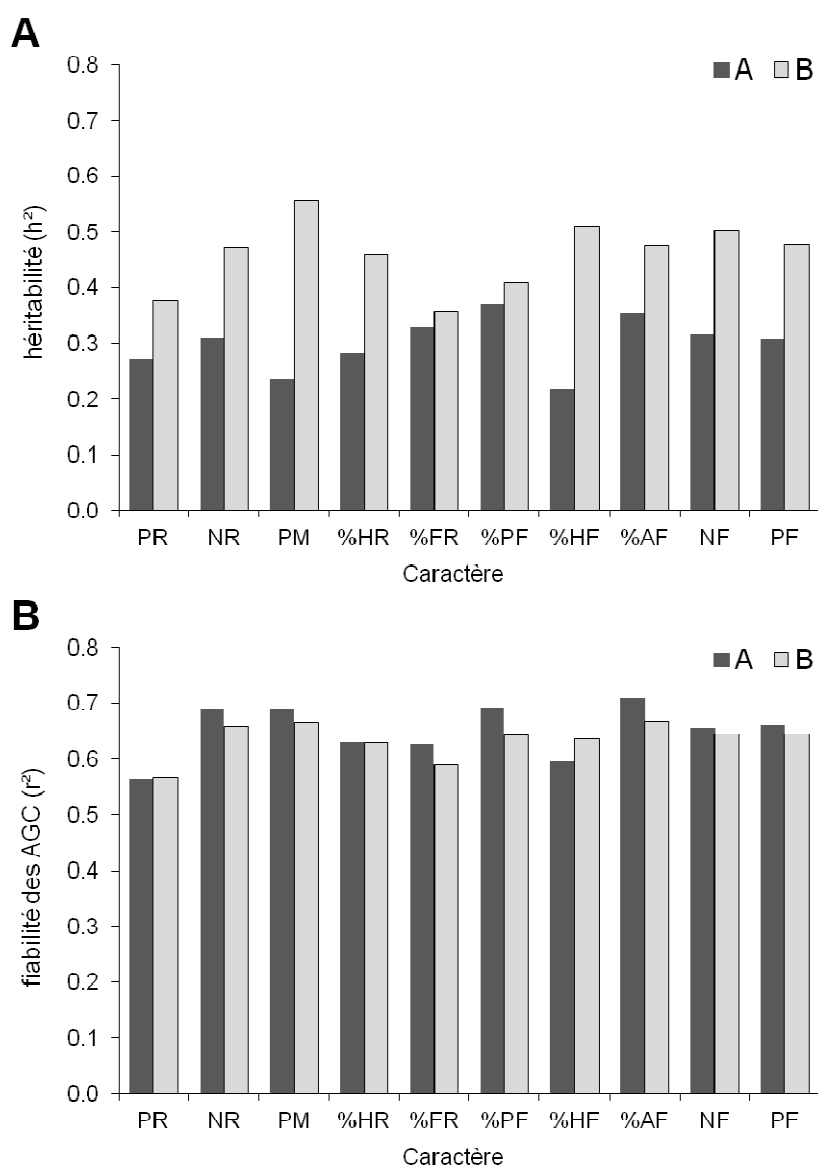 A
0.8
0.7
0.6
0.5
0.4
0.3
0.2
0.1
0.0
héritabilité (h²)
A B
PR NR PM %HR %FR %PF %HF %AF NF PF
Caractère
B
0.8
0.7
0.6
0.5
0.4
0.3
0.2
0.1
0.0
fiabilité des AGC (r²)
A B
PR NR PM %HR %FR %PF %HF %AF NF PF
Caractère